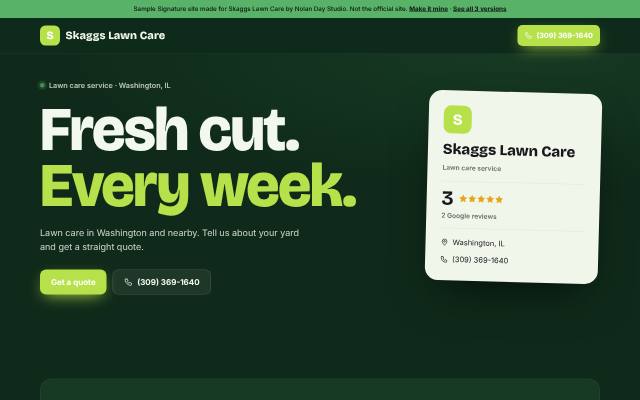 Sample Signature site made for Skaggs Lawn Care by Nolan Day Studio. Not the official site. Make it mine · See all 3 versions
S Skaggs Lawn Care
(309) 369-1640
Lawn care service · Washington, IL
Fresh cut.
Every week.
Lawn care in Washington and nearby. Tell us about your yard
and get a straight quote.
Get a quote
(309) 369-1640
S
Skaggs Lawn Care
Lawn care service
3 ★★★★★
2 Google reviews
Washington, IL
(309) 369-1640